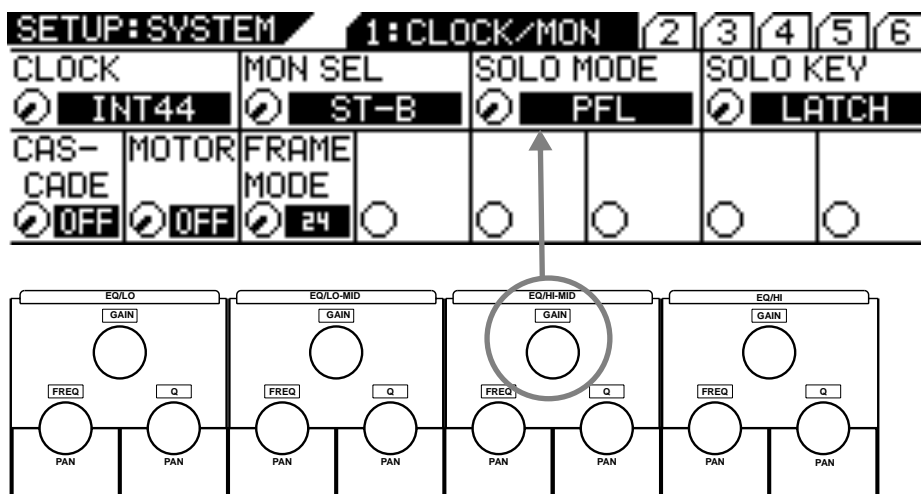 SETUP:SYSTEM 1:CLOCK/MON 2 3 4 5 6
CLOCK MON SEL SOLO MODE SOLO KEY
INT44 ST-B PFL LATCH
CAS- MOTOR FRAME
CADE MODE
OFF OFF 24
EQ/LO EQ/LO-MID EQ/HI-MID EQ/HI
GAIN GAIN GAIN GAIN
FREQ Q FREQ Q FREQ Q FREQ Q
PAN PAN PAN PAN PAN PAN PAN PAN